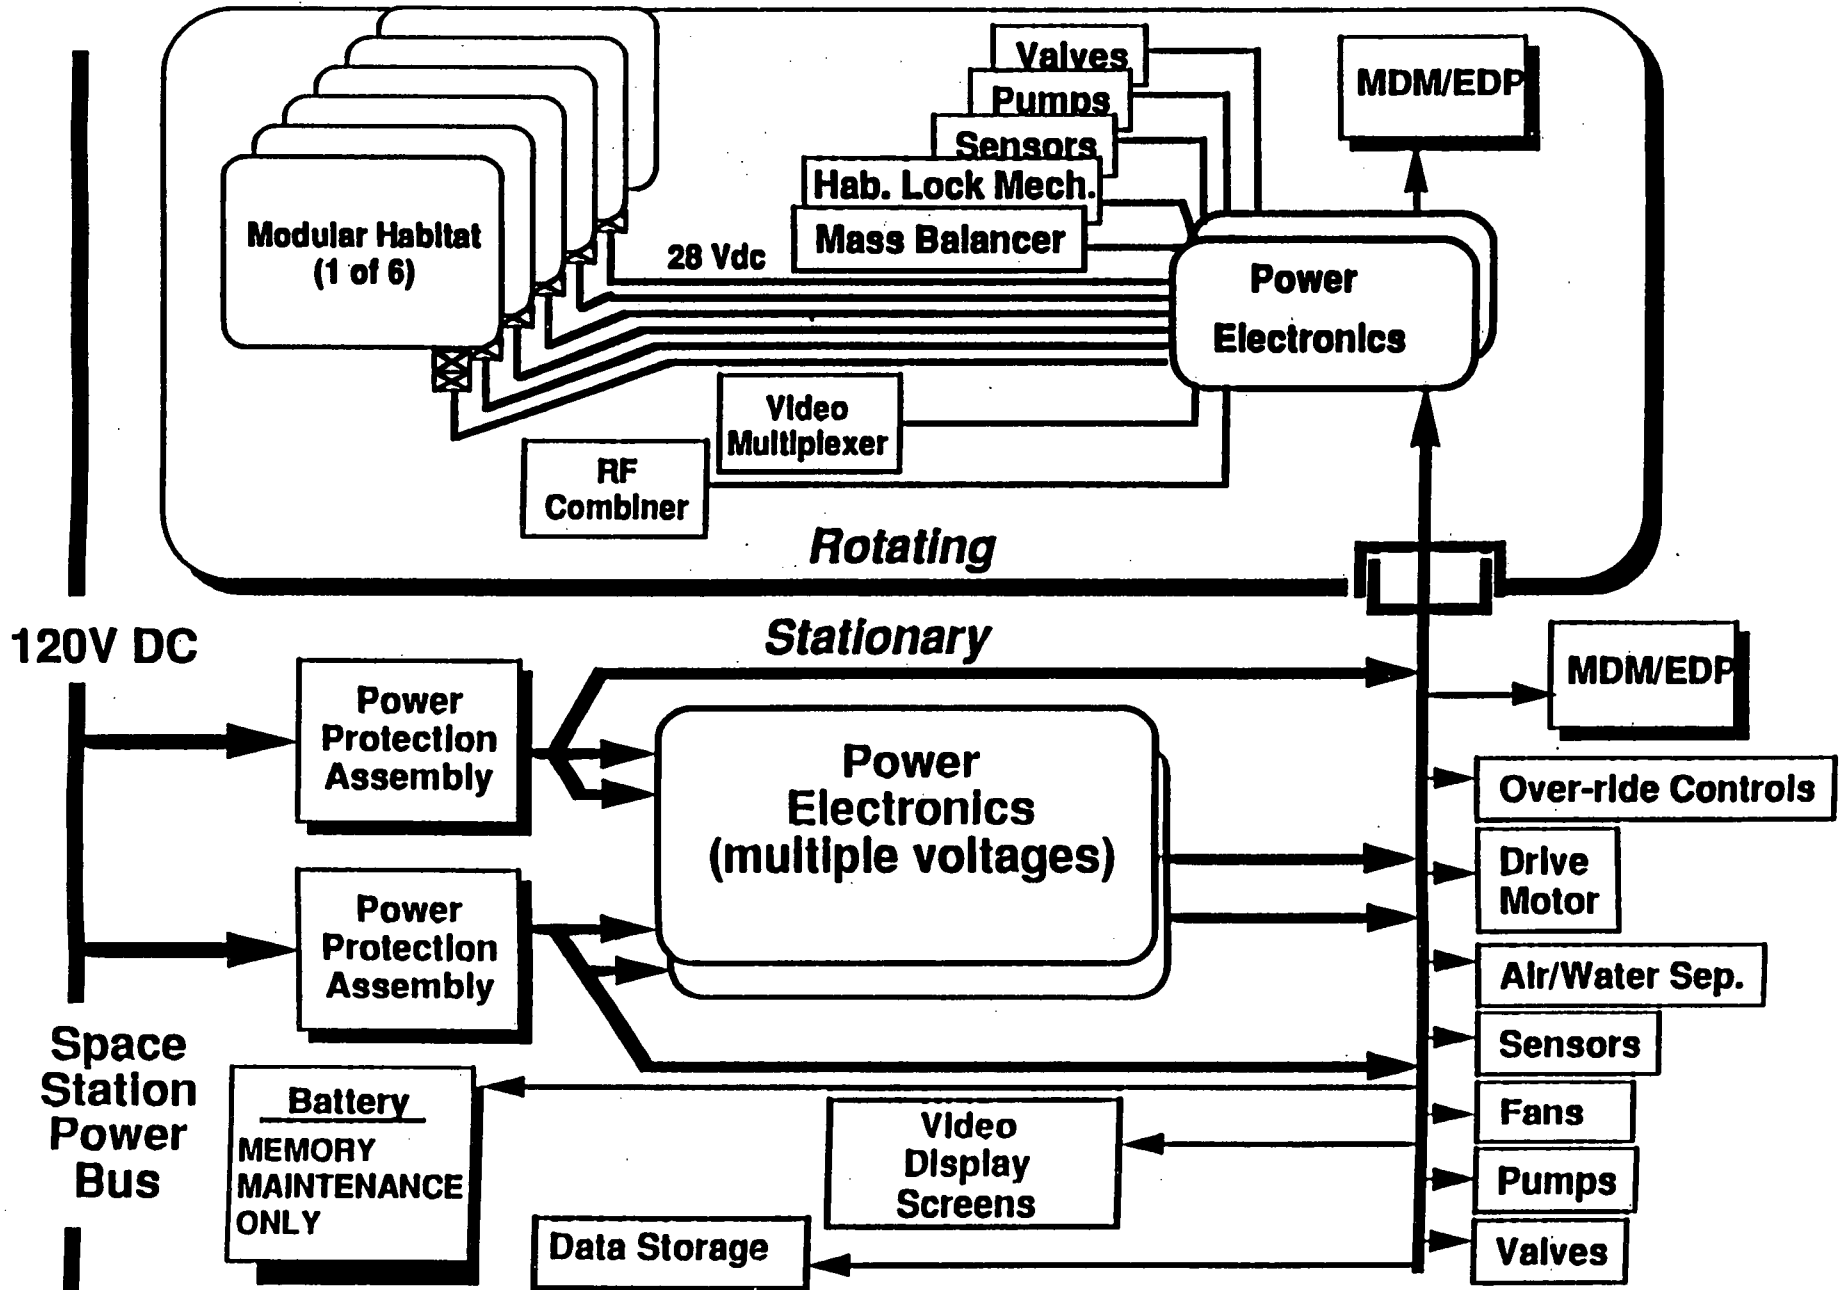 Valves
Pumps
Sensors
Hab. Lock Mech.
Mass Balancer
MDM/EDP
Modular Habitat
(1 of 6)
28 Vdc
Power
Electronics
Video
Multiplexer
RF
Combiner
Rotating
120V DC
Stationary
Power
Protection
Assembly
Power
Electronics
(multiple voltages)
MDM/EDP
Over-ride Controls
Drive
Motor
Power
Protection
Assembly
Air/Water Sep.
Sensors
Fans
Pumps
Valves
Space
Station
Power
Bus
Battery
MEMORY
MAINTENANCE
ONLY
Video
Display
Screens
Data Storage